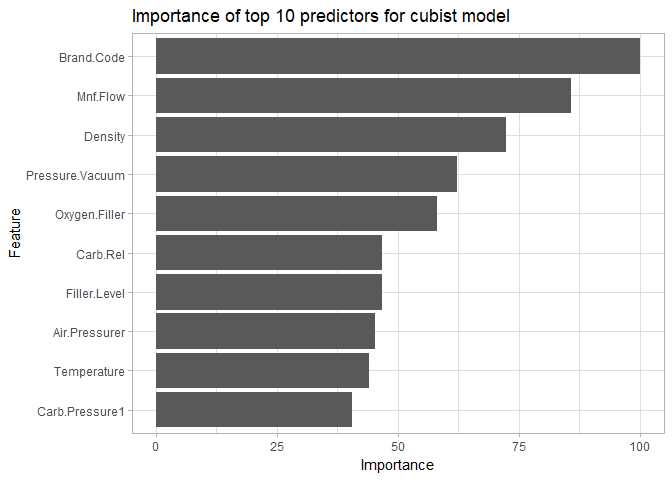 Importance of top 10 predictors for cubist model
Feature
Brand.Code
Mnf.Flow
Density
Pressure.Vacuum
Oxygen.Filler
Carb.Rel
Filler.Level
Air.Pressurer
Temperature
Carb.Pressure1
0 25 50 75 100
Importance